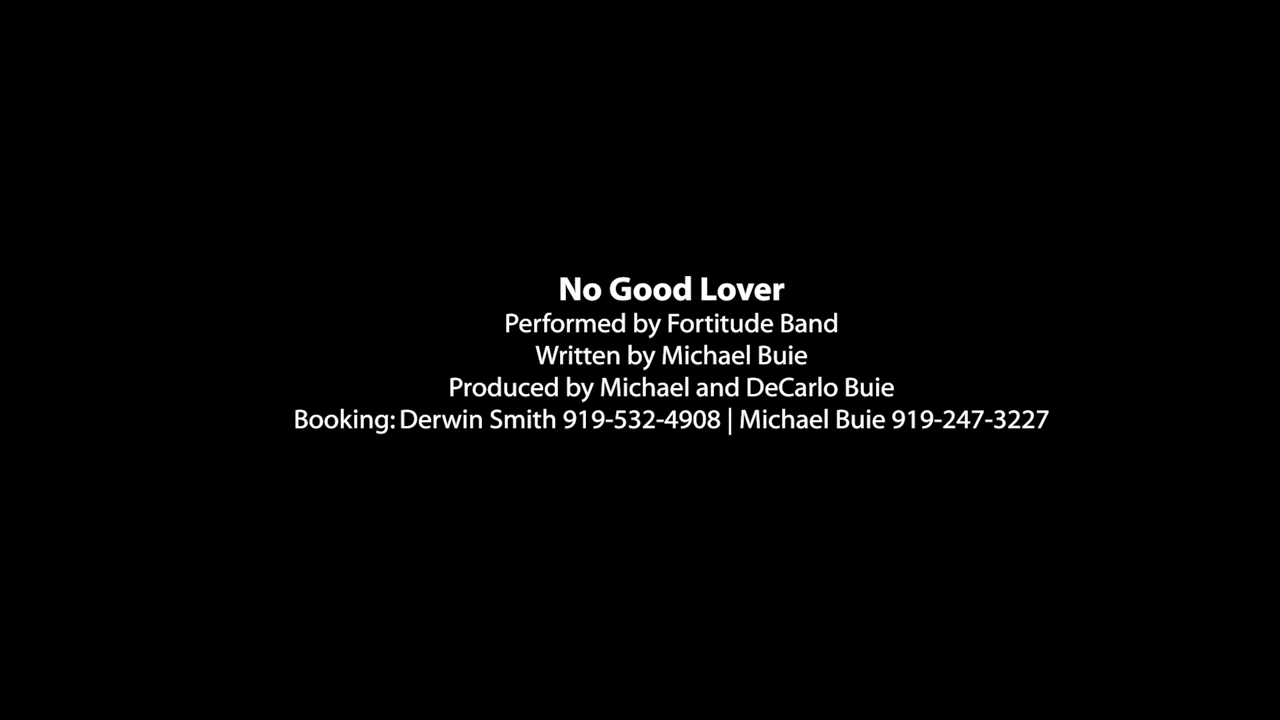 No Good Lover
Performed by Fortitude Band
Written by Michael Buie
Produced by Michael and DeCarlo Buie
Booking: Derwin Smith 919-532-4908 | Michael Buie 919-247-3227